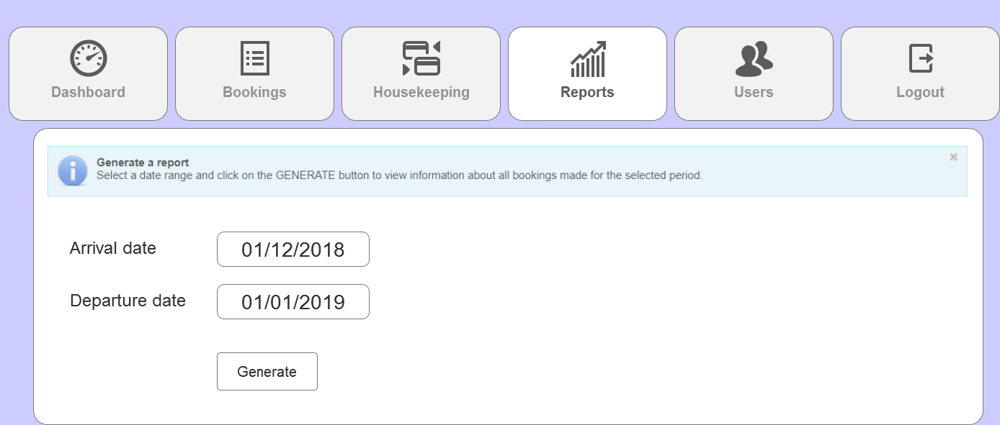 Dashboard
Bookings
Housekeeping
Reports
Users
Logout
Generate a report
Select a date range and click on the GENERATE button to view information about all bookings made for the selected period.
Arrival date
01/12/2018
Departure date
01/01/2019
Generate